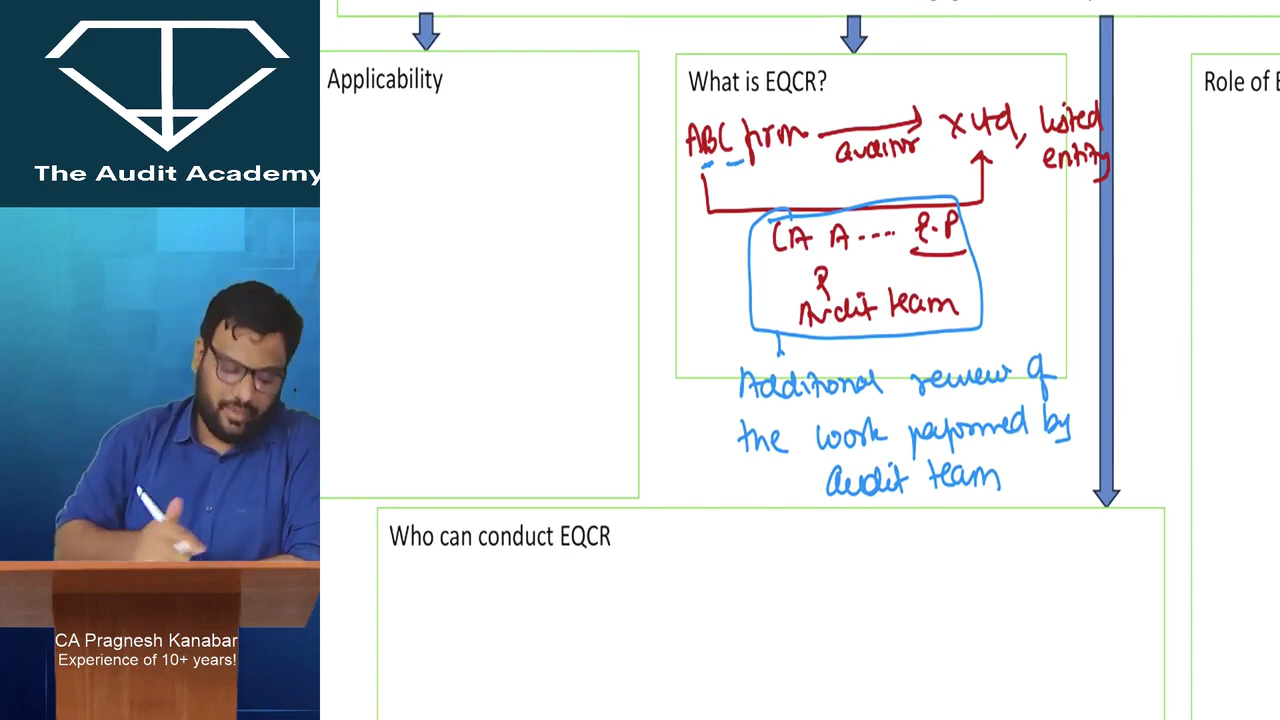 The Audit Academy
Applicability
What is EQCR?
Role of E
ABC firm
auditor
X Ltd, listed
entity
CA A .... E.P
&
Audit team
Additional review of
the work performed by
audit team
Who can conduct EQCR
CA Pragnesh Kanabar
Experience of 10+ years!